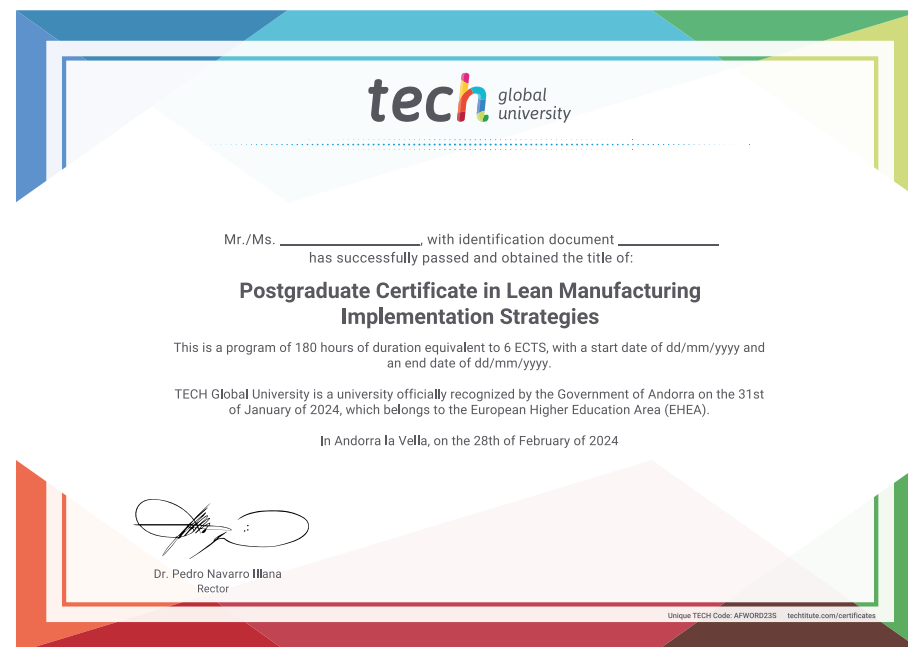 tech global university
Mr./Ms. ____________________, with identification document ______________
has successfully passed and obtained the title of:
Postgraduate Certificate in Lean Manufacturing
Implementation Strategies
This is a program of 180 hours of duration equivalent to 6 ECTS, with a start date of dd/mm/yyyy and
an end date of dd/mm/yyyy.
TECH Global University is a university officially recognized by the Government of Andorra on the 31st
of January of 2024, which belongs to the European Higher Education Area (EHEA).
In Andorra la Vella, on the 28th of February of 2024
Dr. Pedro Navarro Illana
Rector
Unique TECH Code: AFWORD23S techtitute.com/certificates